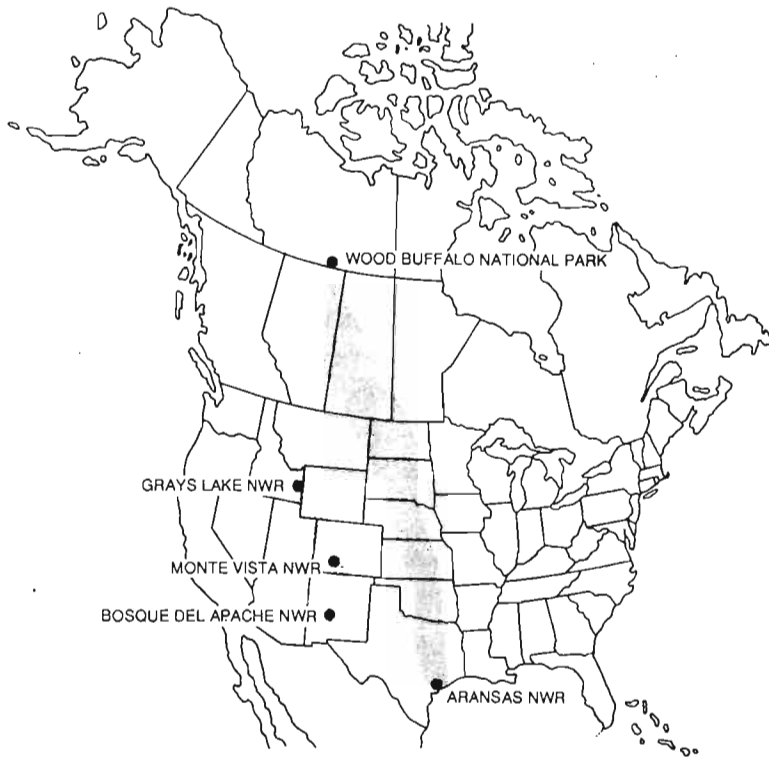 WOOD BUFFALO NATIONAL PARK
GRAYS LAKE NWR
MONTE VISTA NWR
BOSQUE DEL APACHE NWR
ARANSAS NWR